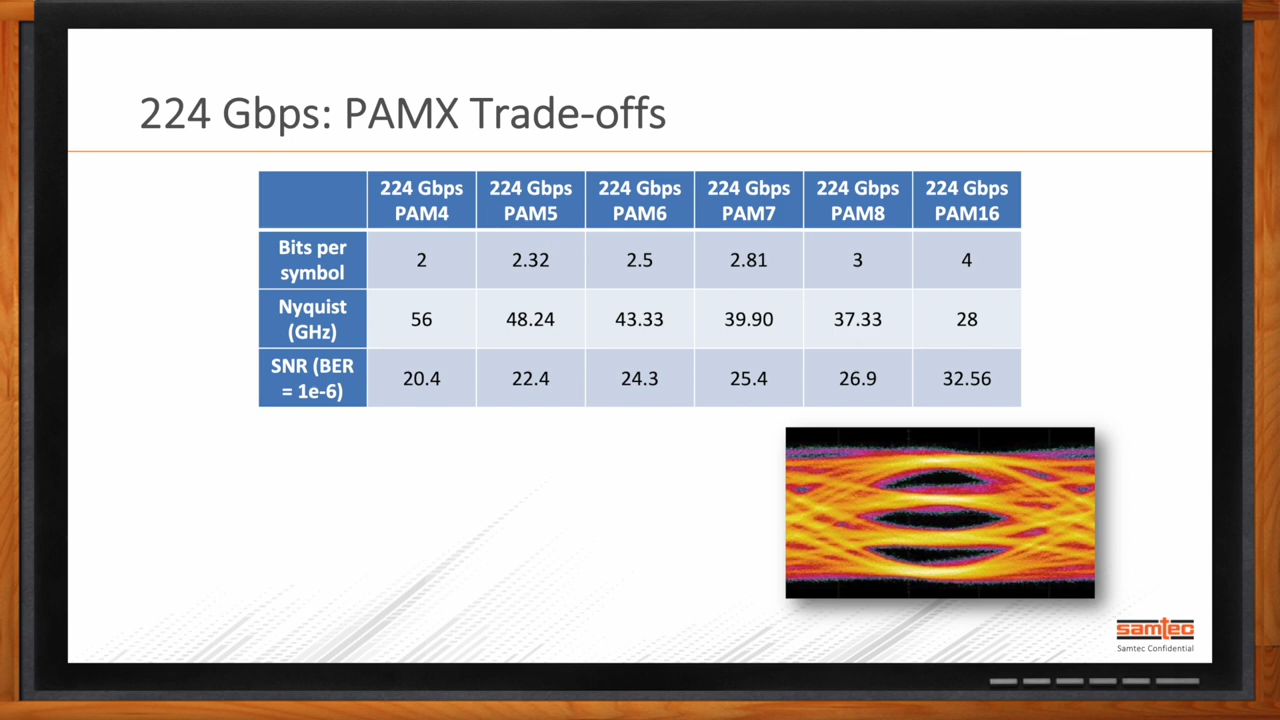 224 Gbps: PAMX Trade-offs
224 Gbps PAM4 224 Gbps PAM5 224 Gbps PAM6 224 Gbps PAM7 224 Gbps PAM8 224 Gbps PAM16
Bits per symbol 2 2.32 2.5 2.81 3 4
Nyquist (GHz) 56 48.24 43.33 39.90 37.33 28
SNR (BER = 1e-6) 20.4 22.4 24.3 25.4 26.9 32.56
samtec
Samtec Confidential